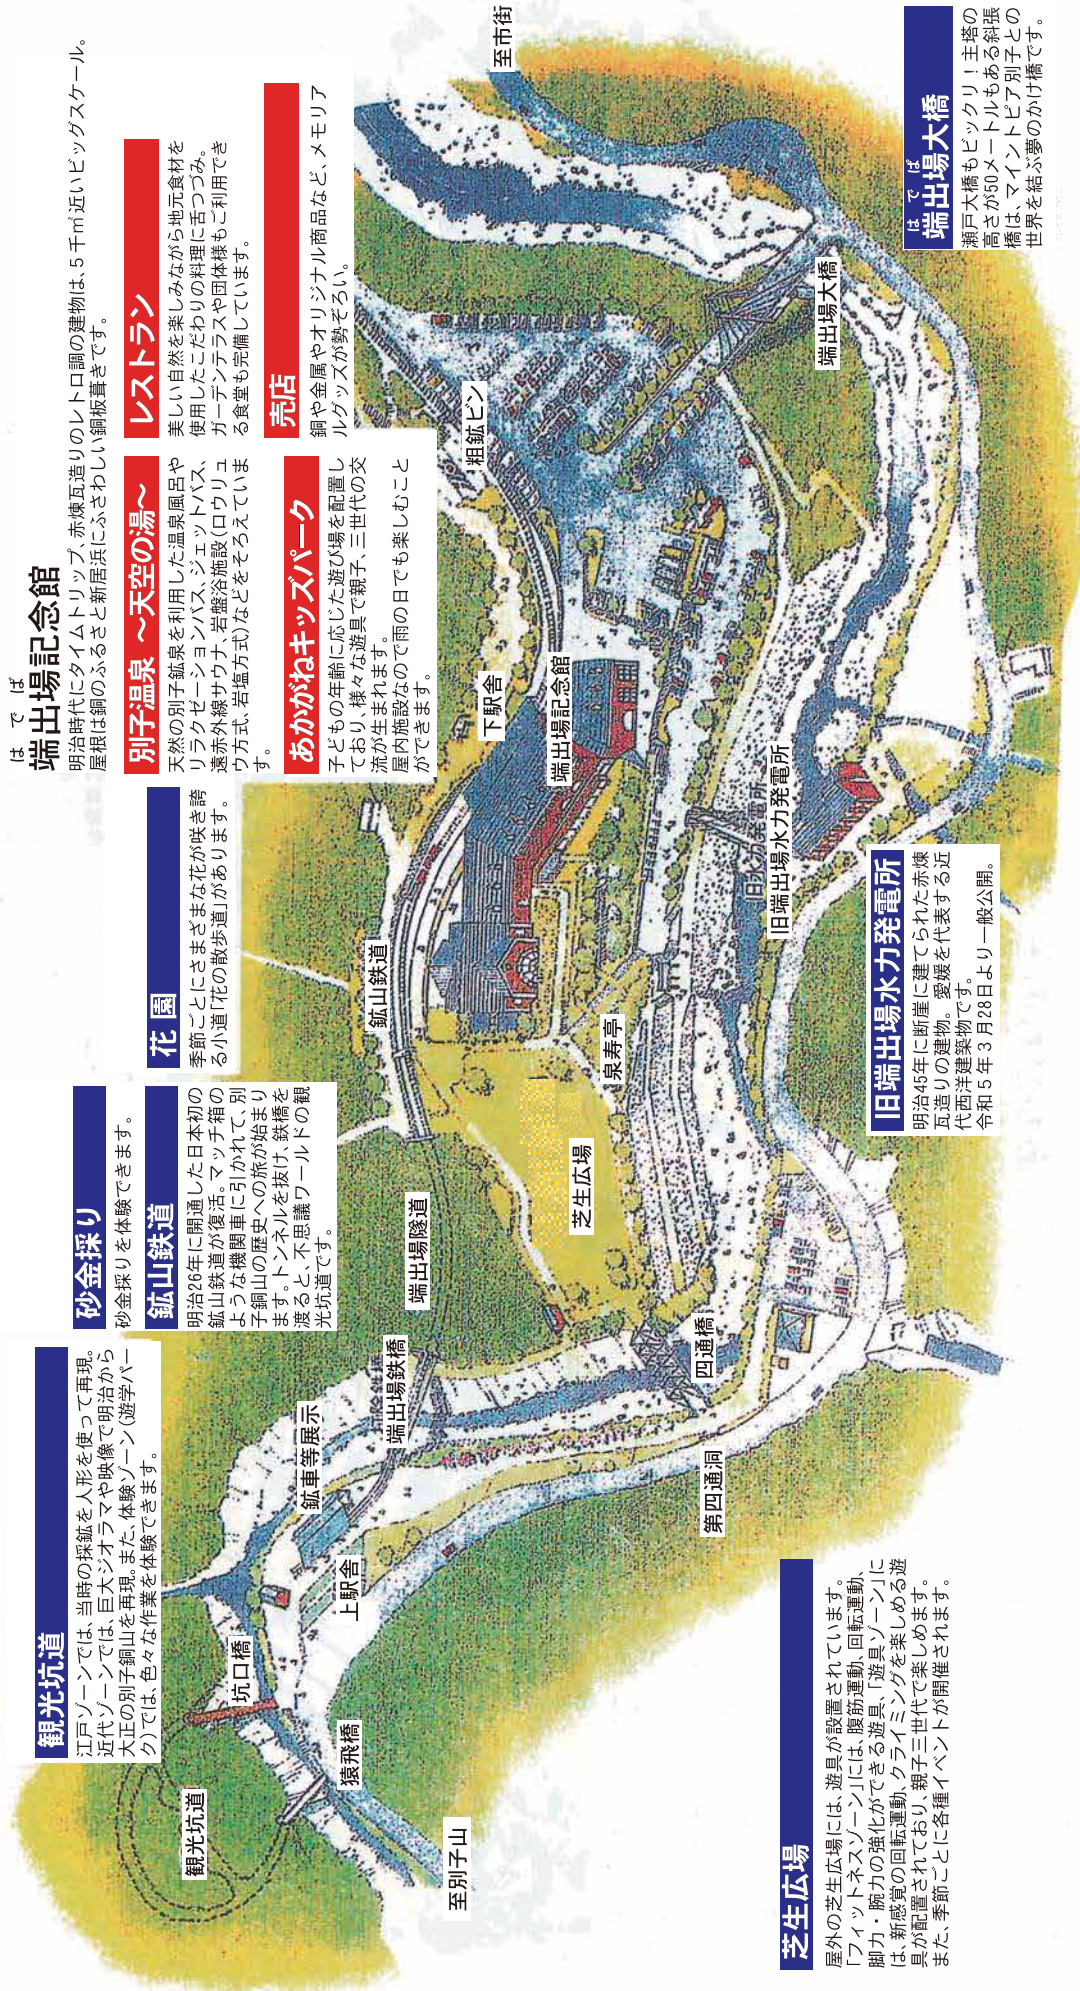 観光坑道
江戸ゾーンでは、当時の採鉱を人形を使って再現。
近代ゾーンでは、巨大ジオラマや映像で明治から
大正の別子銅山を再現。また、体験ゾーン(遊学パー
ク)では、色々な作業を体験できます。
砂金採り
砂金採りを体験できます。
鉱山鉄道
明治26年に開通した日本初の
鉱山鉄道が復活。マッチ箱の
ような機関車に引かれて、別
子銅山の歴史への旅が始まり
ます。トンネルを抜け、鉄橋を
渡ると、不思議ワールドの観
光坑道です。
花園
季節ごとにさまざまな花が咲き誇
る小道「花の散歩道」があります。
はでば
端出場記念館
明治時代にタイムトリップ、赤煉瓦造りのレトロ調の建物は、5千㎡近いビッグスケール。
屋根は銅のふるさと新居浜にふさわしい銅板葺きです。
別子温泉 〜天空の湯〜
天然の別子鉱泉を利用した温泉風呂や
リラクゼーションバス、ジェットバス、
遠赤外線サウナ、岩盤浴施設(ロウリュ
ウ方式、岩塩方式)などをそろえていま
す。
レストラン
美しい自然を楽しみながら地元食材を
使用したこだわりの料理に舌つづみ。
ガーデンテラスや団体様もご利用でき
る食堂も完備しています。
あかがねキッズパーク
子どもの年齢に応じた遊び場を配置し
ており、様々な遊具で親子、三世代の交
流が生まれます。
屋内施設なので雨の日でも楽しむこと
ができます。
売店
銅や金属やオリジナル商品など、メモリア
ルグッズが勢ぞろい。
観光坑道
坑口橋
猿飛橋
至別子山
上駅舎
鉱車等展示
端出場鉄橋
端出場隧道
鉱山鉄道
下駅舎
粗鉱ビン
至市街
端出場記念館
端出場大橋
泉寿亭
芝生広場
四通橋
第四通洞
旧水力発電所
旧端出場水力発電所
芝生広場
屋外の芝生広場には、遊具が設置されています。
「フィットネスゾーン」には、腹筋運動、回転運動、
脚力・腕力の強化ができる遊具、「遊具ゾーン」に
は、新感覚の回転運動、クライミングを楽しめる遊
具が配置されており、親子三世代で楽しめます。
また、季節ごとに各種イベントが開催されます。
旧端出場水力発電所
明治45年に断崖に建てられた赤煉
瓦造りの建物。愛媛を代表する近
代西洋建築物です。
令和5年3月28日より一般公開。
はでば
端出場大橋
瀬戸大橋もビックリ！主塔の
高さが50メートルもある斜張
橋は、マイントピア別子との
世界を結ぶ夢のかけ橋です。